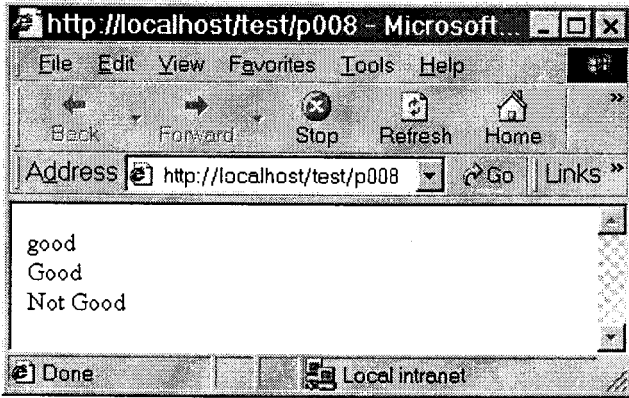 http://localhost/test/p008 - Microsoft...
File Edit View Favorites Tools Help
Back Forward Stop Refresh Home »
Address http://localhost/test/p008 Go Links »
good
Good
Not Good
Done Local intranet